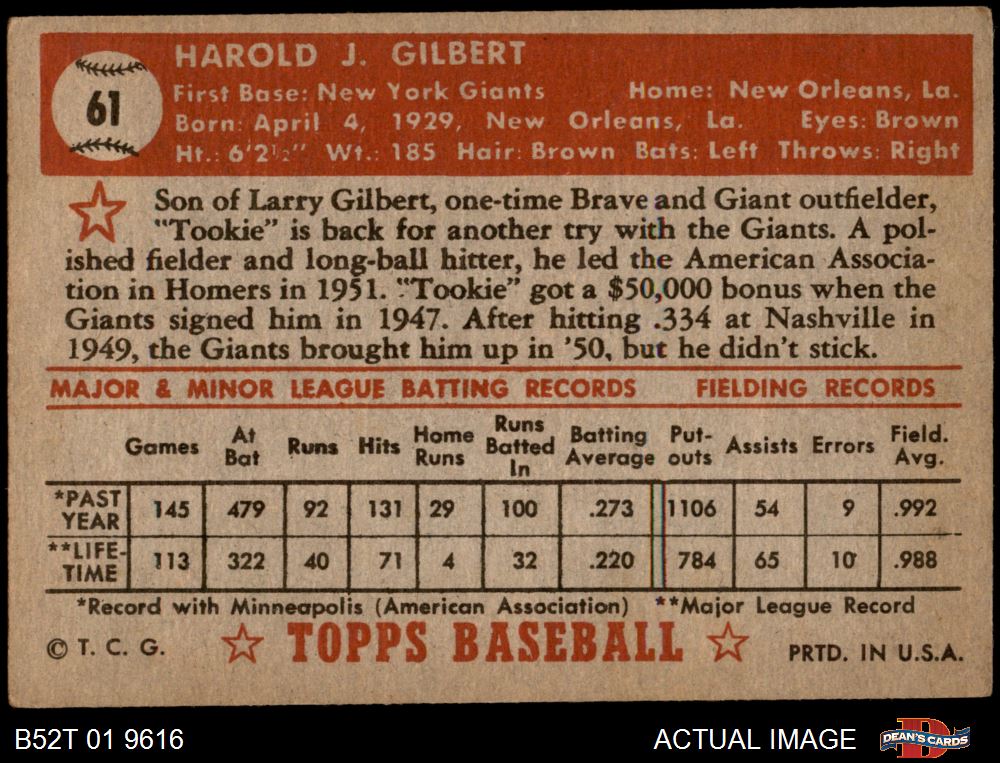 61
HAROLD J. GILBERT
First Base: New York Giants Home: New Orleans, La.
Born: April 4, 1929, New Orleans, La. Eyes: Brown
Ht.: 6'2½" Wt.: 185 Hair: Brown Bats: Left Throws: Right
Son of Larry Gilbert, one-time Brave and Giant outfielder,
"Tookie" is back for another try with the Giants. A pol-
ished fielder and long-ball hitter, he led the American Associa-
tion in Homers in 1951. "Tookie" got a $50,000 bonus when the
Giants signed him in 1947. After hitting .334 at Nashville in
1949, the Giants brought him up in '50, but he didn't stick.
MAJOR & MINOR LEAGUE BATTING RECORDS FIELDING RECORDS
Games At Bat Runs Hits Home Runs Runs Batted In Batting Average Put-outs Assists Errors Field. Avg.
*PAST YEAR 145 479 92 131 29 100 .273 1106 54 9 .992
**LIFE-TIME 113 322 40 71 4 32 .220 784 65 10 .988
*Record with Minneapolis (American Association) **Major League Record
© T. C. G. TOPPS BASEBALL PRTD. IN U.S.A.
B52T 01 9616 ACTUAL IMAGE D DEAN'S CARDS